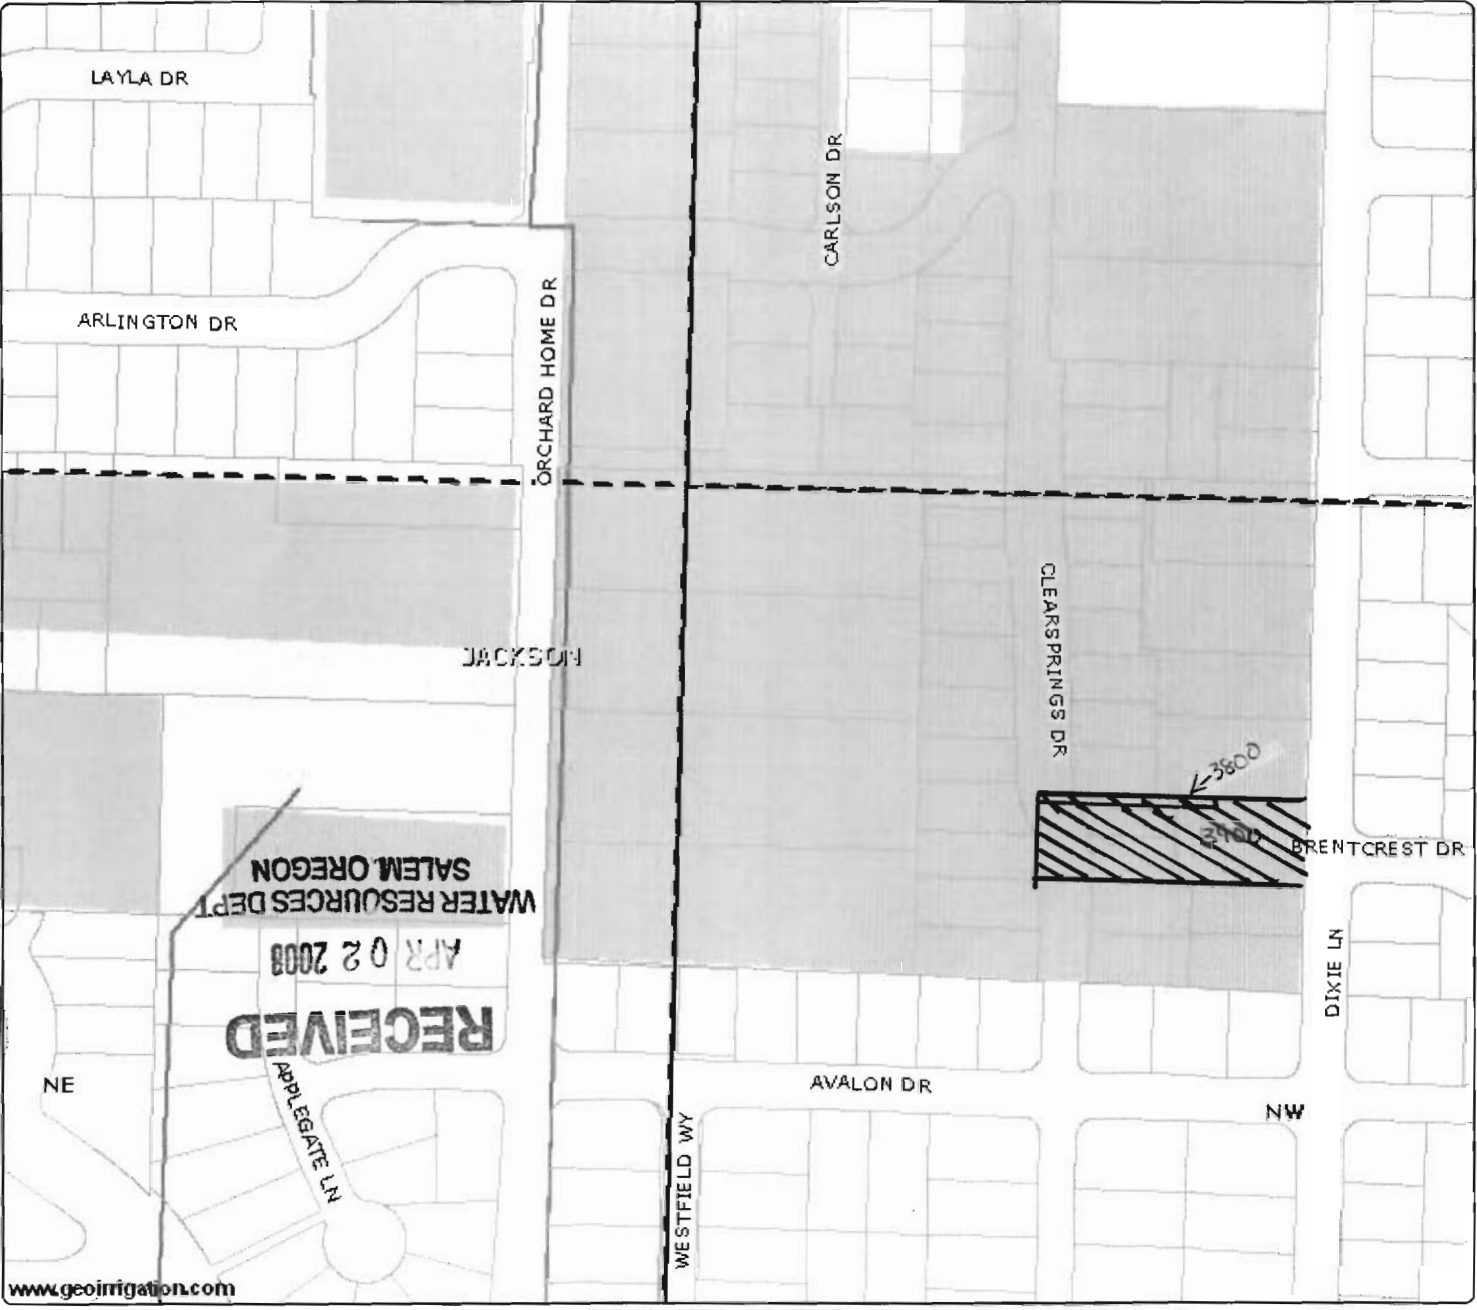 LAYLA DR
CARLSON DR
ARLINGTON DR
ORCHARD HOME DR
CLEARSPRINGS DR
JACKSON
3800
3900
BRENTCREST DR
RECEIVED
APR 02 2008
WATER RESOURCES DEPT
SALEM, OREGON
DIXIE LN
NE
APPLEGATE LN
AVALON DR
NW
WESTFIELD WY
www.geoirrigation.com